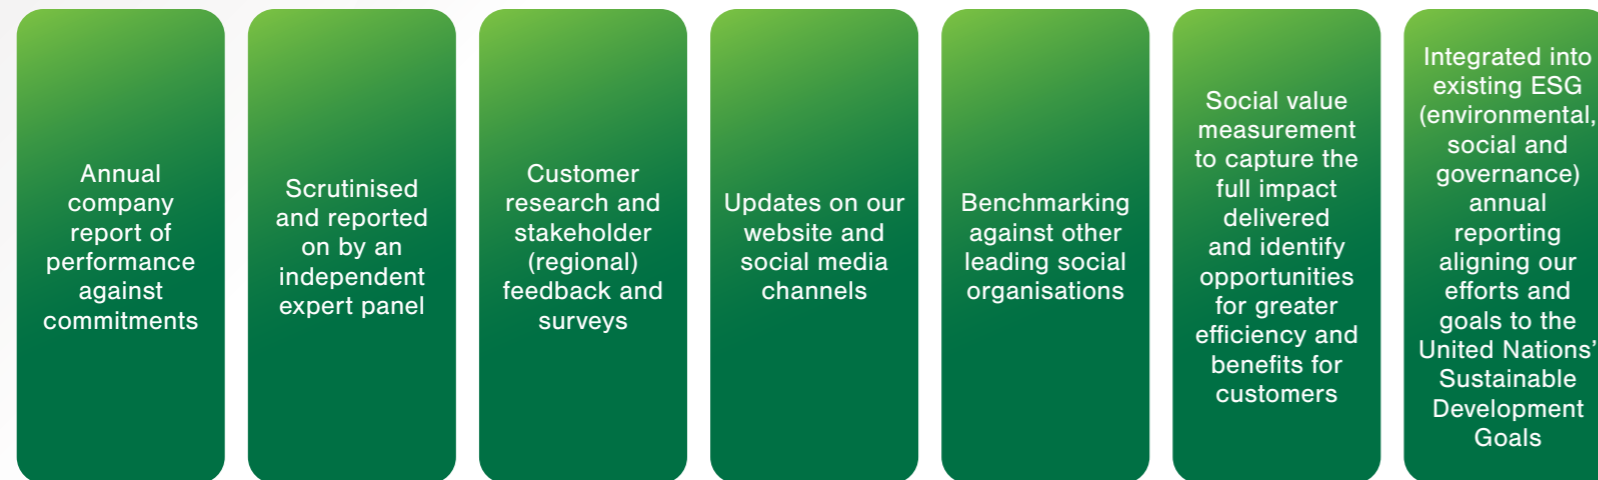 Annual
company
report of
performance
against
commitments
Scrutinised
and reported
on by an
independent
expert panel
Customer
research and
stakeholder
(regional)
feedback and
surveys
Updates on our
website and
social media
channels
Benchmarking
against other
leading social
organisations
Social value
measurement
to capture the
full impact
delivered
and identify
opportunities
for greater
efficiency and
benefits for
customers
Integrated into
existing ESG
(environmental,
social and
governance)
annual
reporting
aligning our
efforts and
goals to the
United Nations’
Sustainable
Development
Goals